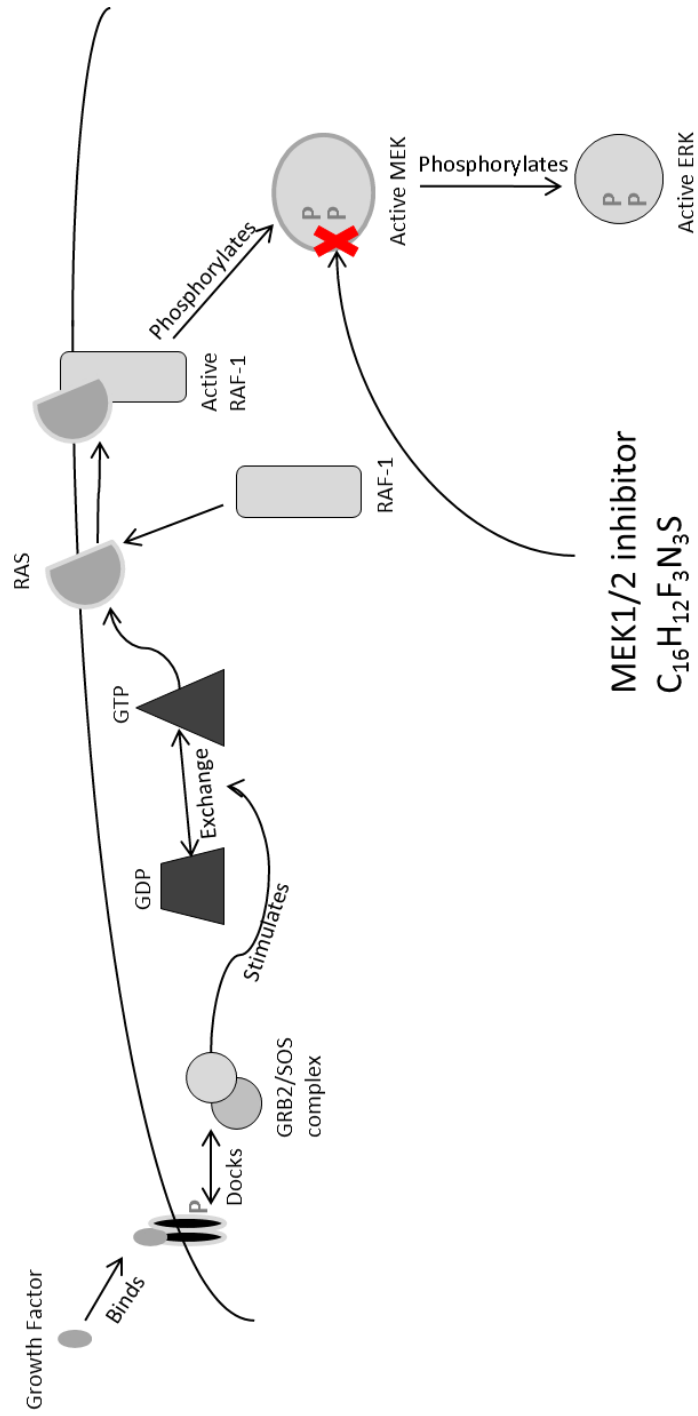 Growth Factor
Binds
P
Docks
GRB2/SOS
complex
Stimulates
GDP
Exchange
GTP
RAS
RAF-1
Active
RAF-1
Phosphorylates
P
P
Active MEK
Phosphorylates
P
P
Active ERK
MEK1/2 inhibitor
C₁₆H₁₂F₃N₃S